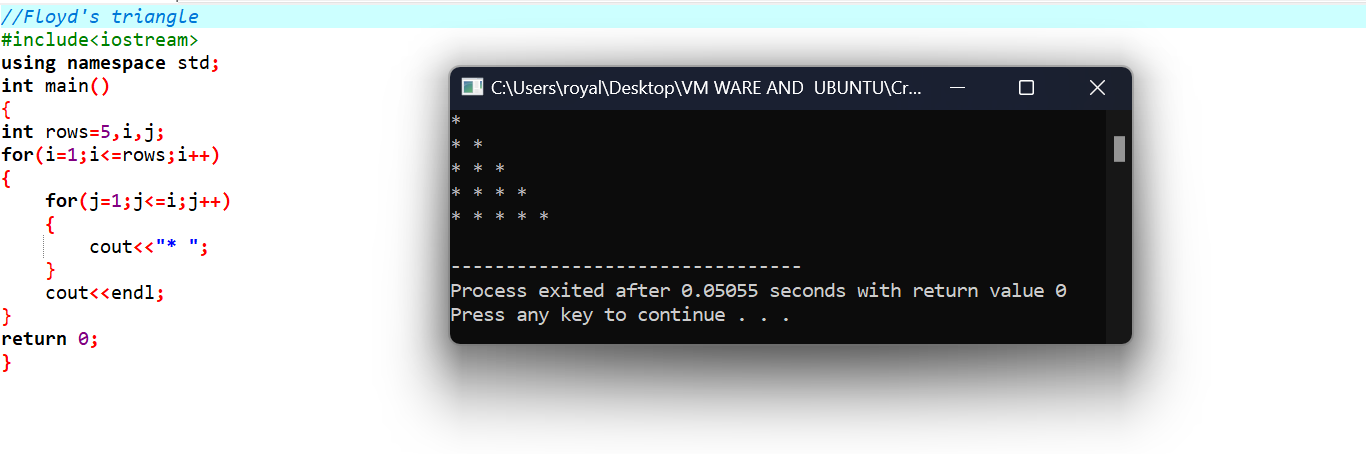 //Floyd's triangle
#include<iostream>
using namespace std;
int main()
{
int rows=5,i,j;
for(i=1;i<=rows;i++)
{
    for(j=1;j<=i;j++)
    {
        cout<<"* ";
    }
    cout<<endl;
}
return 0;
}
C:\Users\royal\Desktop\VM WARE AND  UBUNTU\Cr...
*
* *
* * *
* * * *
* * * * *

--------------------------------
Process exited after 0.05055 seconds with return value 0
Press any key to continue . . .